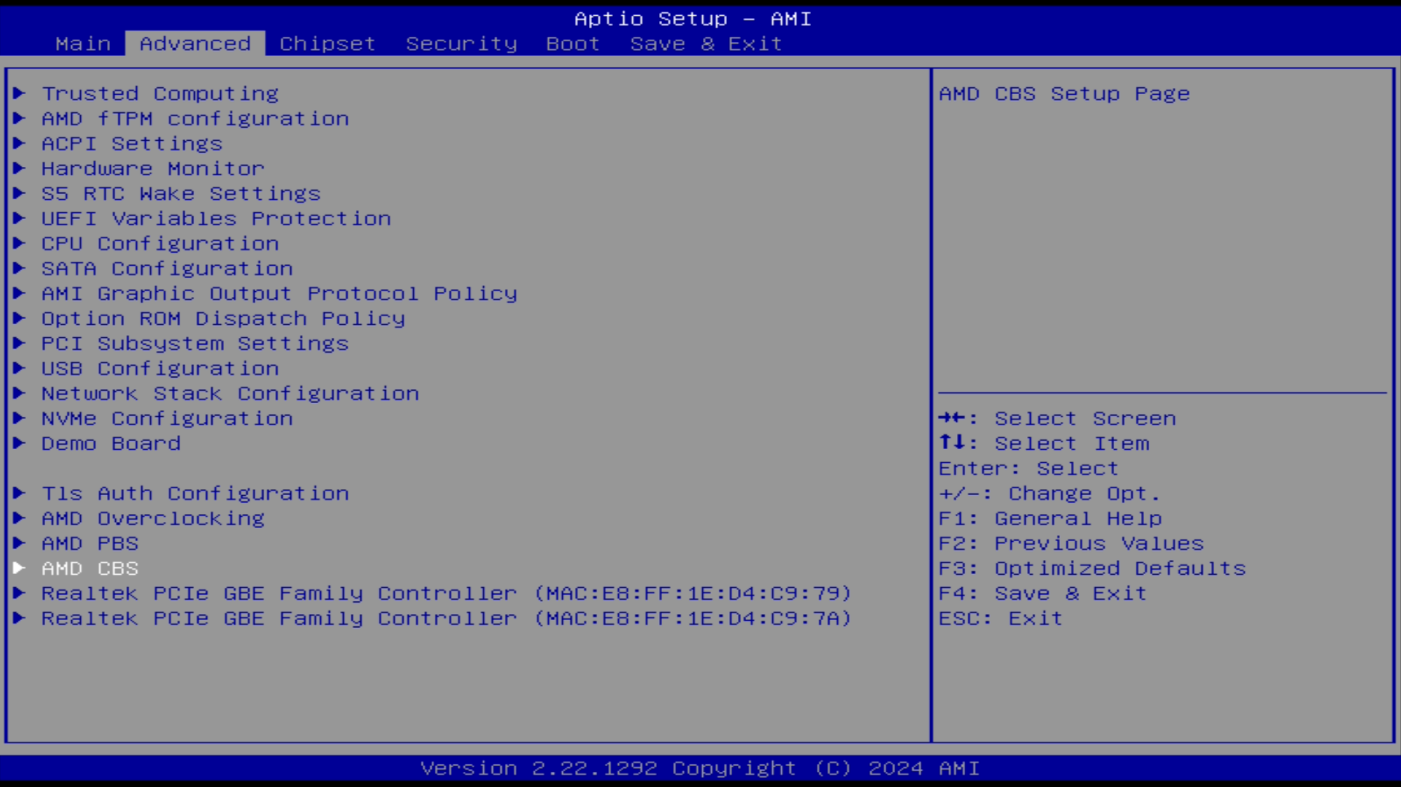 Aptio Setup – AMI
Main Advanced Chipset Security Boot Save & Exit
Trusted Computing
AMD fTPM configuration
ACPI Settings
Hardware Monitor
S5 RTC Wake Settings
UEFI Variables Protection
CPU Configuration
SATA Configuration
AMI Graphic Output Protocol Policy
Option ROM Dispatch Policy
PCI Subsystem Settings
USB Configuration
Network Stack Configuration
NVMe Configuration
Demo Board
Tls Auth Configuration
AMD Overclocking
AMD PBS
AMD CBS
Realtek PCIe GBE Family Controller (MAC:E8:FF:1E:D4:C9:79)
Realtek PCIe GBE Family Controller (MAC:E8:FF:1E:D4:C9:7A)
AMD CBS Setup Page
→←: Select Screen
↑↓: Select Item
Enter: Select
+/-: Change Opt.
F1: General Help
F2: Previous Values
F3: Optimized Defaults
F4: Save & Exit
ESC: Exit
Version 2.22.1292 Copyright (C) 2024 AMI